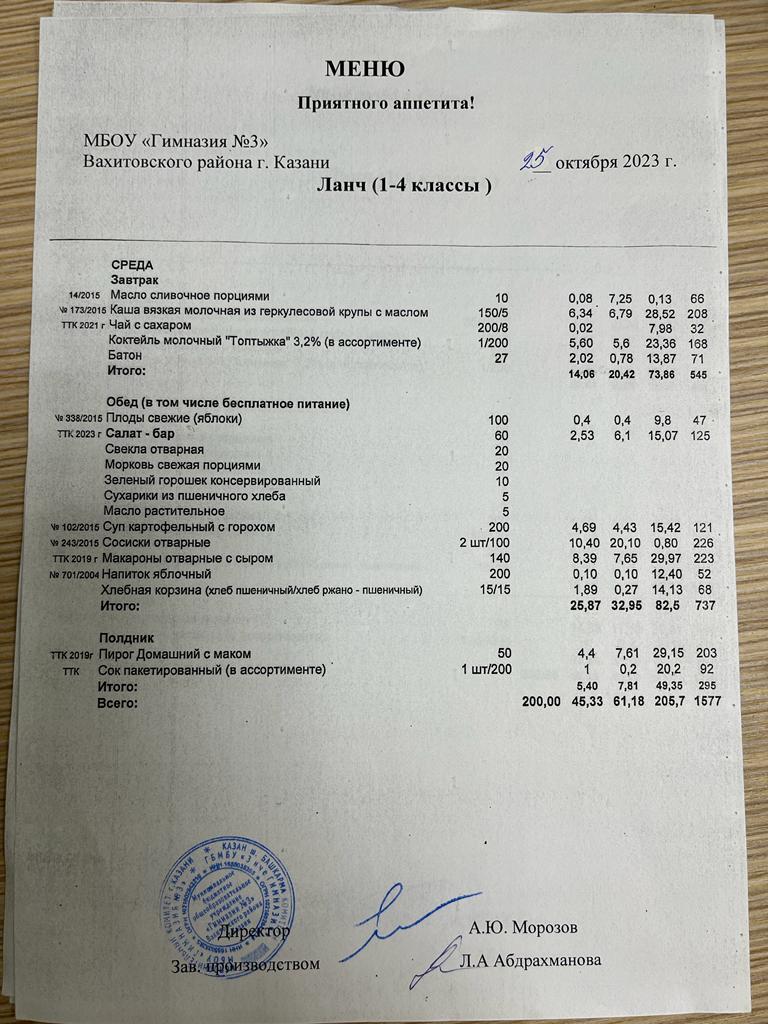 МЕНЮ
Приятного аппетита!
МБОУ «Гимназия №3»
Вахитовского района г. Казани 25 октября 2023 г.
Ланч (1-4 классы )
СРЕДА
Завтрак
14/2015 Масло сливочное порциями 10 0,08 7,25 0,13 66
№ 173/2015 Каша вязкая молочная из геркулесовой крупы с маслом 150/5 6,34 6,79 28,52 208
ТТК 2021 г Чай с сахаром 200/8 0,02 7,98 32
Коктейль молочный "Топтыжка" 3,2% (в ассортименте) 1/200 5,60 5,6 23,36 168
Батон 27 2,02 0,78 13,87 71
Итого: 14,06 20,42 73,86 545
Обед (в том числе бесплатное питание)
№ 338/2015 Плоды свежие (яблоки) 100 0,4 0,4 9,8 47
ТТК 2023 г Салат - бар 60 2,53 6,1 15,07 125
Свекла отварная 20
Морковь свежая порциями 20
Зеленый горошек консервированный 10
Сухарики из пшеничного хлеба 5
Масло растительное 5
№ 102/2015 Суп картофельный с горохом 200 4,69 4,43 15,42 121
№ 243/2015 Сосиски отварные 2 шт/100 10,40 20,10 0,80 226
ТТК 2019 г Макароны отварные с сыром 140 8,39 7,65 29,97 223
№ 701/2004 Напиток яблочный 200 0,10 0,10 12,40 52
Хлебная корзина (хлеб пшеничный/хлеб ржано - пшеничный) 15/15 1,89 0,27 14,13 68
Итого: 25,87 32,95 82,5 737
Полдник
ТТК 2019г Пирог Домашний с маком 50 4,4 7,61 29,15 203
ТТК Сок пакетированный (в ассортименте) 1 шт/200 1 0,2 20,2 92
Итого: 5,40 7,81 49,35 295
Всего: 200,00 45,33 61,18 205,7 1577
Муниципальное
бюджетное
общеобразовательное
учреждение
«Гимназия №3»
Вахитовского района
Директор А.Ю. Морозов
Зав. производством Л.А Абдрахманова